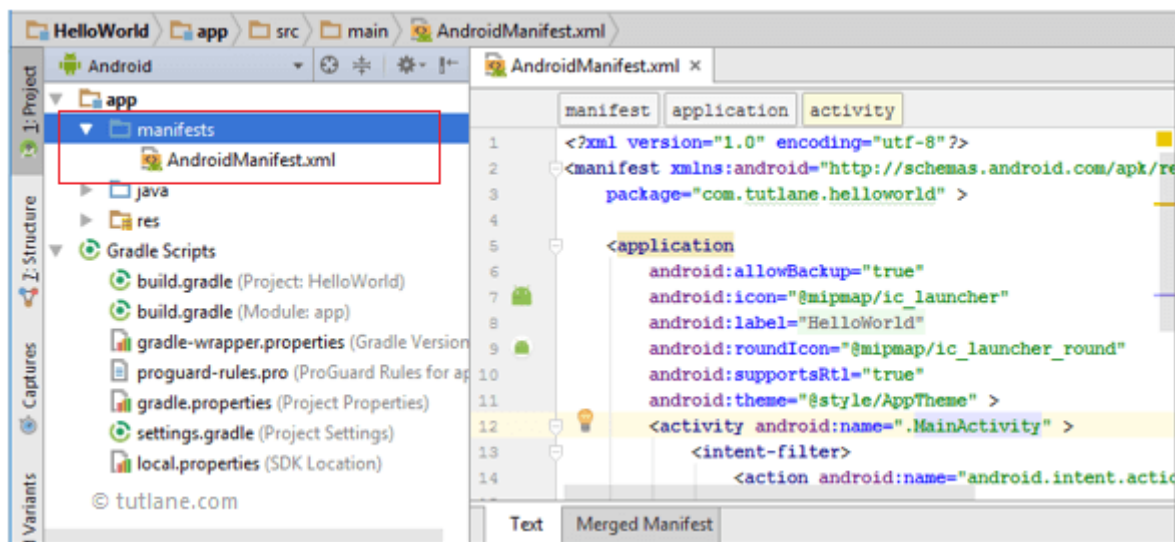 HelloWorld app src main AndroidManifest.xml
1: Project
Android
app
manifests
AndroidManifest.xml
java
res
Gradle Scripts
build.gradle (Project: HelloWorld)
build.gradle (Module: app)
gradle-wrapper.properties (Gradle Version
proguard-rules.pro (ProGuard Rules for ap
gradle.properties (Project Properties)
settings.gradle (Project Settings)
local.properties (SDK Location)
© tutlane.com
Z: Structure
Captures
Variants
AndroidManifest.xml ×
manifest application activity
1 <?xml version="1.0" encoding="utf-8"?>
2 <manifest xmlns:android="http://schemas.android.com/apk/re
3 package="com.tutlane.helloworld" >
4
5 <application
6 android:allowBackup="true"
7 android:icon="@mipmap/ic_launcher"
8 android:label="HelloWorld"
9 android:roundIcon="@mipmap/ic_launcher_round"
10 android:supportsRtl="true"
11 android:theme="@style/AppTheme" >
12 <activity android:name=".MainActivity" >
13 <intent-filter>
14 <action android:name="android.intent.actio
Text Merged Manifest